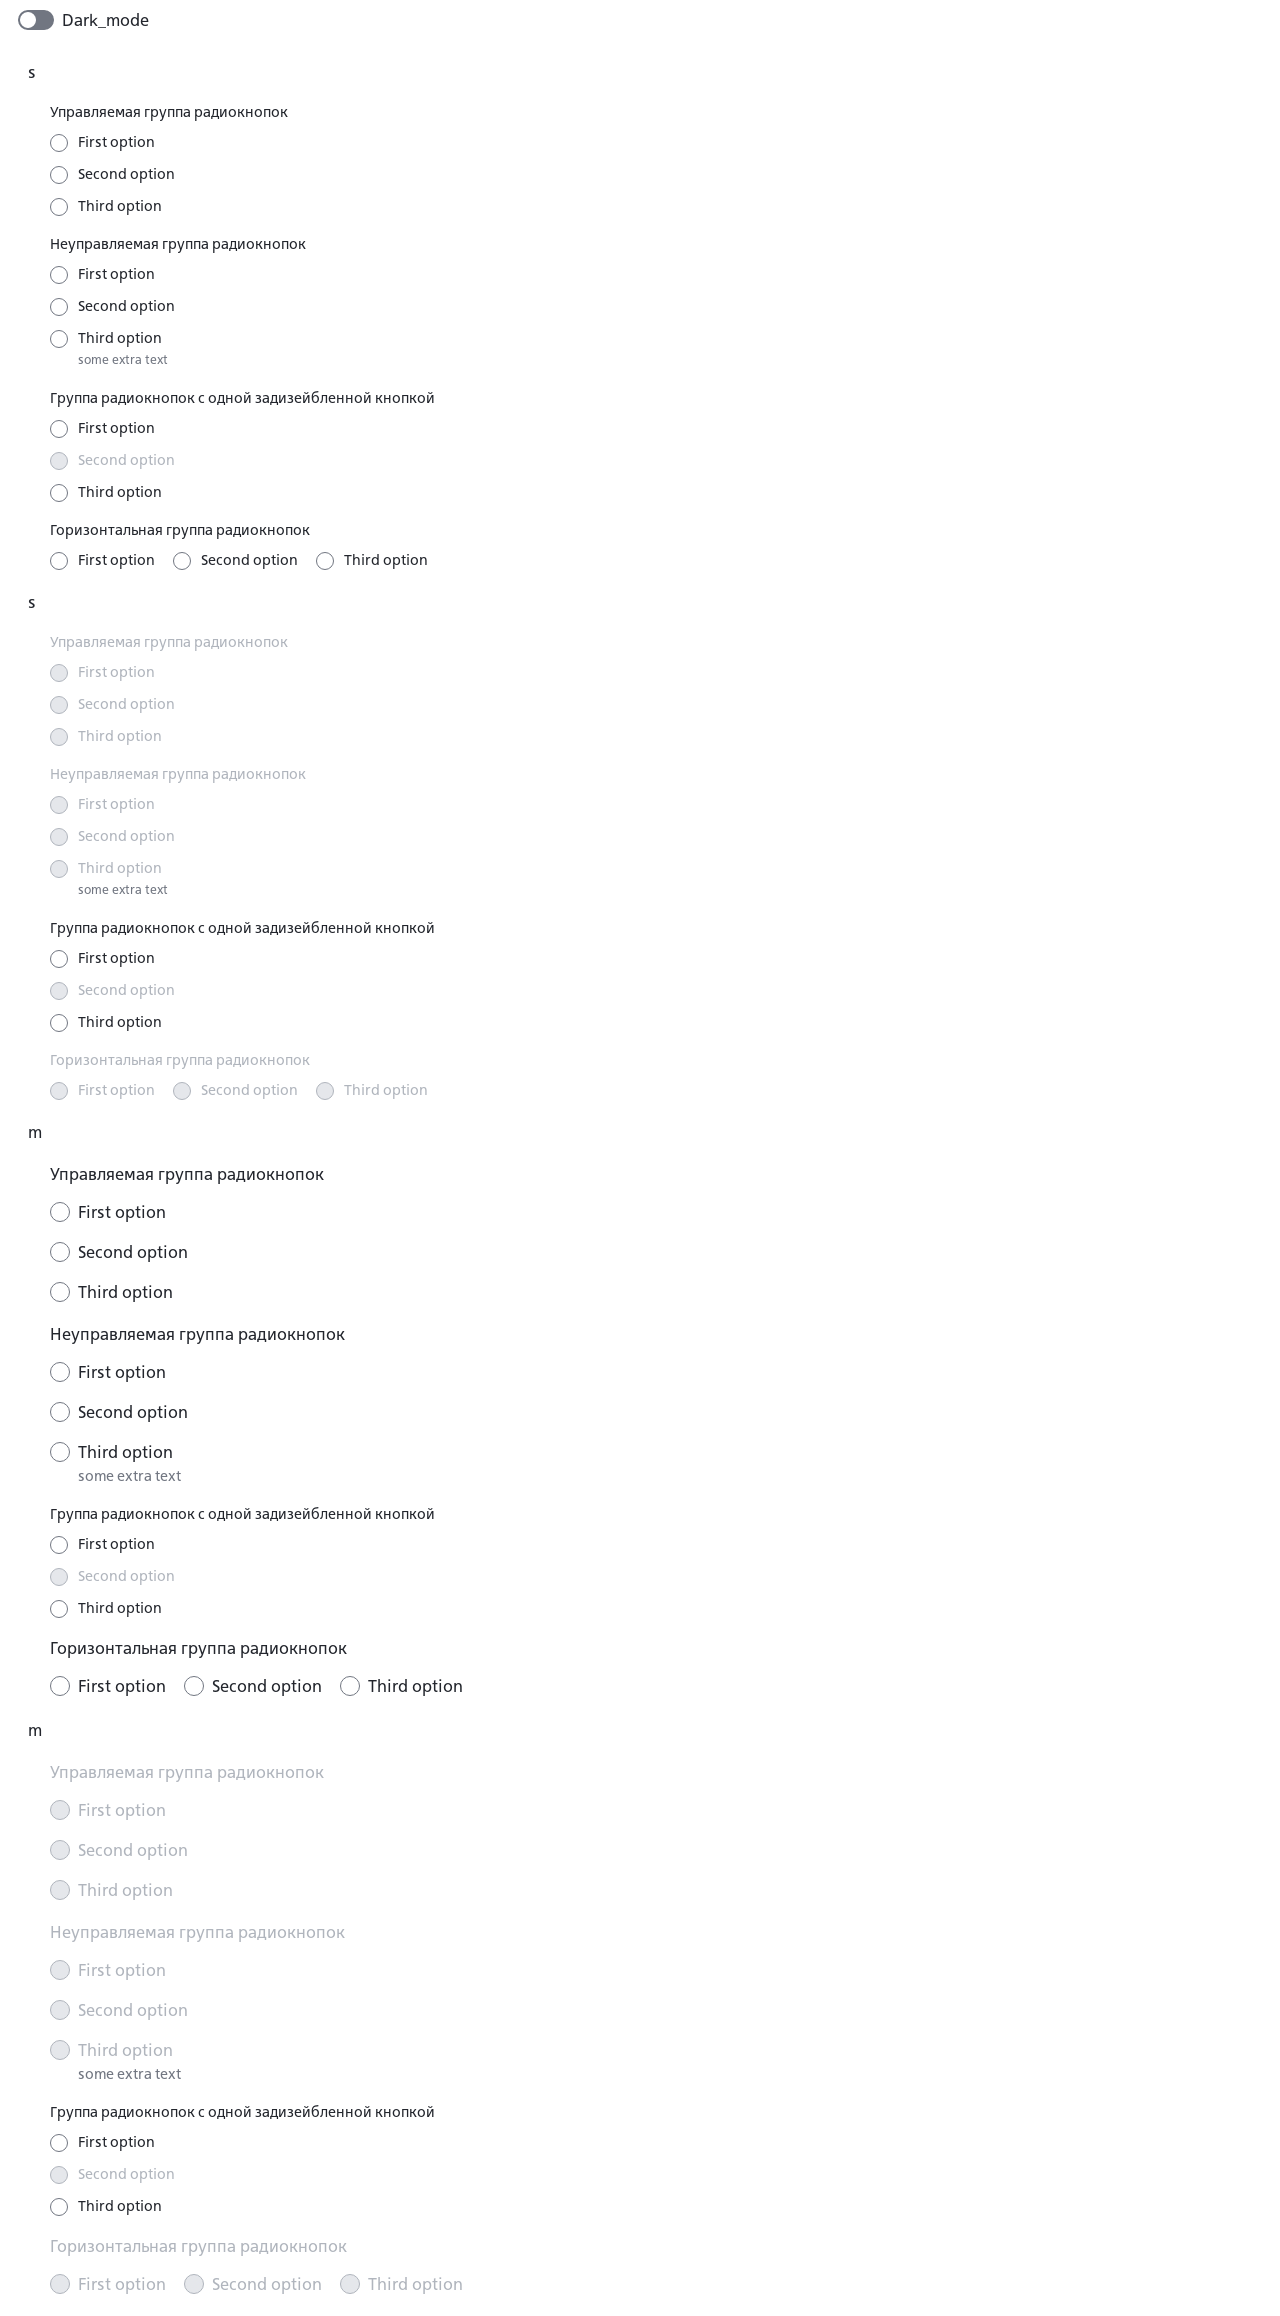 Dark_mode
s
Управляемая группа радиокнопок
First option
Second option
Third option
Неуправляемая группа радиокнопок
First option
Second option
Third option
some extra text
Группа радиокнопок с одной задизейбленной кнопкой
First option
Second option
Third option
Горизонтальная группа радиокнопок
First option Second option Third option
s
Управляемая группа радиокнопок
First option
Second option
Third option
Неуправляемая группа радиокнопок
First option
Second option
Third option
some extra text
Группа радиокнопок с одной задизейбленной кнопкой
First option
Second option
Third option
Горизонтальная группа радиокнопок
First option Second option Third option
m
Управляемая группа радиокнопок
First option
Second option
Third option
Неуправляемая группа радиокнопок
First option
Second option
Third option
some extra text
Группа радиокнопок с одной задизейбленной кнопкой
First option
Second option
Third option
Горизонтальная группа радиокнопок
First option Second option Third option
m
Управляемая группа радиокнопок
First option
Second option
Third option
Неуправляемая группа радиокнопок
First option
Second option
Third option
some extra text
Группа радиокнопок с одной задизейбленной кнопкой
First option
Second option
Third option
Горизонтальная группа радиокнопок
First option Second option Third option